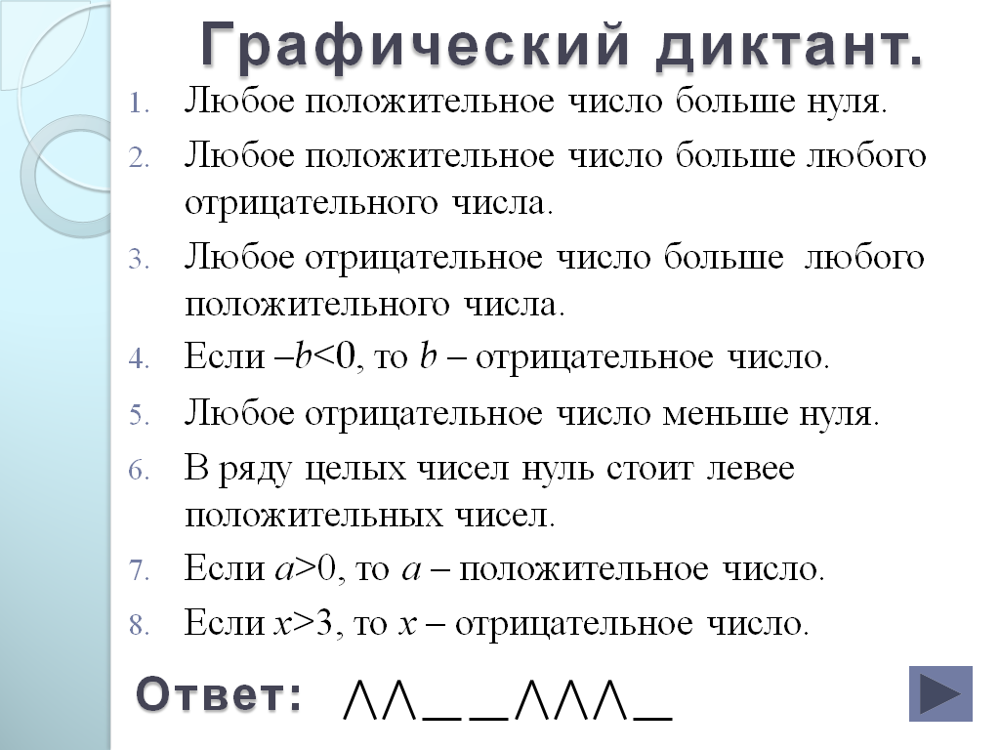 Графический диктант.
1. Любое положительное число больше нуля.
2. Любое положительное число больше любого
отрицательного числа.
3. Любое отрицательное число больше любого
положительного числа.
4. Если –b<0, то b – отрицательное число.
5. Любое отрицательное число меньше нуля.
6. В ряду целых чисел нуль стоит левее
положительных чисел.
7. Если a>0, то a – положительное число.
8. Если x>3, то x – отрицательное число.
Ответ: ⋀⋀__ __⋀⋀⋀__